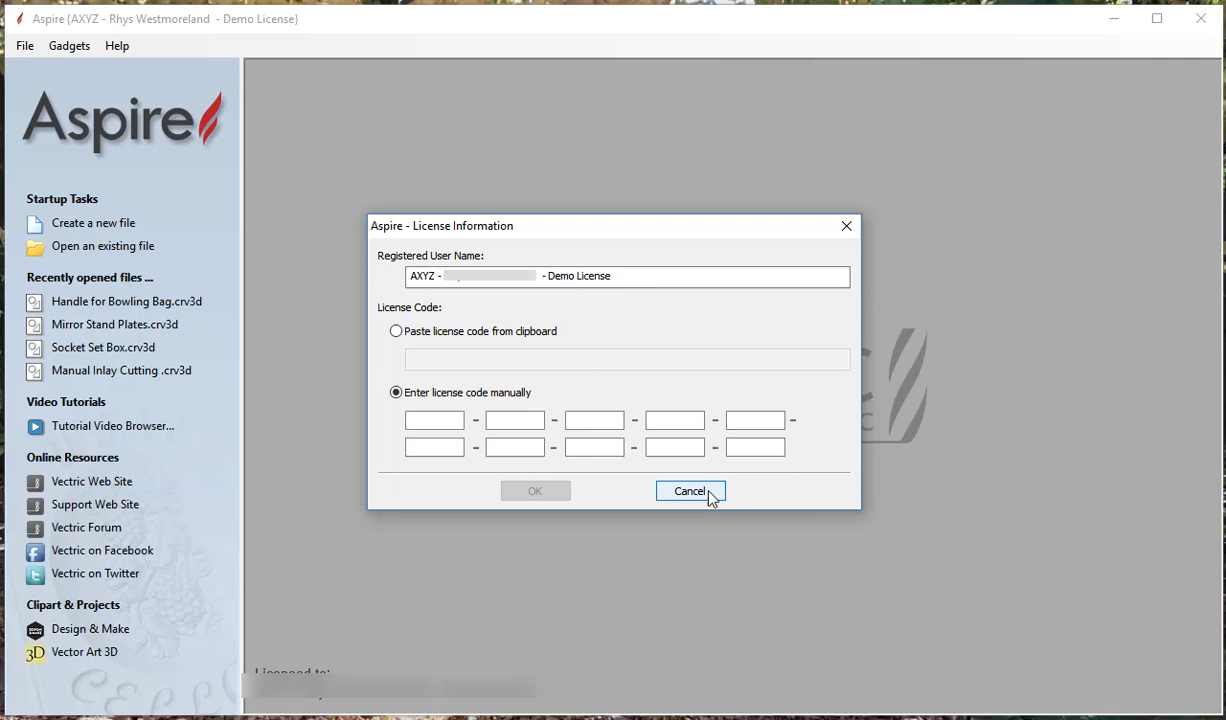 Aspire {AXYZ - Rhys Westmoreland - Demo License}
File Gadgets Help
Aspire
Startup Tasks
Create a new file
Open an existing file
Recently opened files ...
Handle for Bowling Bag.crv3d
Mirror Stand Plates.crv3d
Socket Set Box.crv3d
Manual Inlay Cutting .crv3d
Video Tutorials
Tutorial Video Browser...
Online Resources
Vectric Web Site
Support Web Site
Vectric Forum
Vectric on Facebook
Vectric on Twitter
Clipart & Projects
Design & Make
3D Vector Art 3D
Aspire - License Information
Registered User Name:
AXYZ - - Demo License
License Code:
Paste license code from clipboard
Enter license code manually
- - - - -
- - - -
OK Cancel
Licensed to: